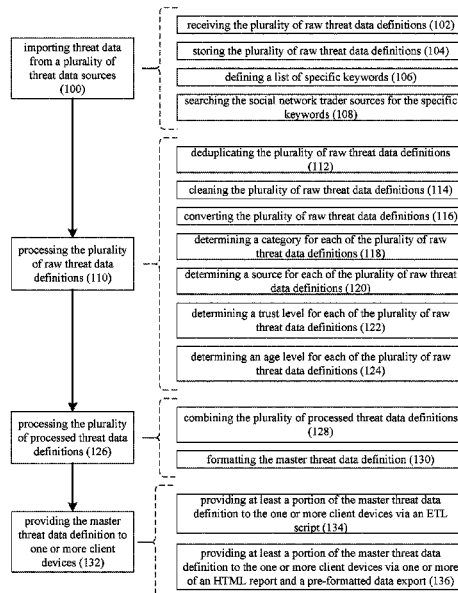 importing threat data
from a plurality of
threat data sources
(100)
receiving the plurality of raw threat data definitions (102)
storing the plurality of raw threat data definitions (104)
defining a list of specific keywords (106)
searching the social network trader sources for the specific
keywords (108)
processing the plurality
of raw threat data
definitions (110)
deduplicating the plurality of raw threat data definitions
(112)
cleaning the plurality of raw threat data definitions (114)
converting the plurality of raw threat data definitions (116)
determining a category for each of the plurality of raw
threat data definitions (118)
determining a source for each of the plurality of raw threat
data definitions (120)
determining a trust level for each of the plurality of raw
threat data definitions (122)
determining an age level for each of the plurality of raw
threat data definitions (124)
processing the plurality
of processed threat data
definitions (126)
combining the plurality of processed threat data definitions
(128)
formatting the master threat data definition (130)
providing the master
threat data definition to
one or more client
devices (132)
providing at least a portion of the master threat data
definition to the one or more client devices via an ETL
script (134)
providing at least a portion of the master threat data
definition to the one or more client devices via one or more
of an HTML report and a pre-formatted data export (136)